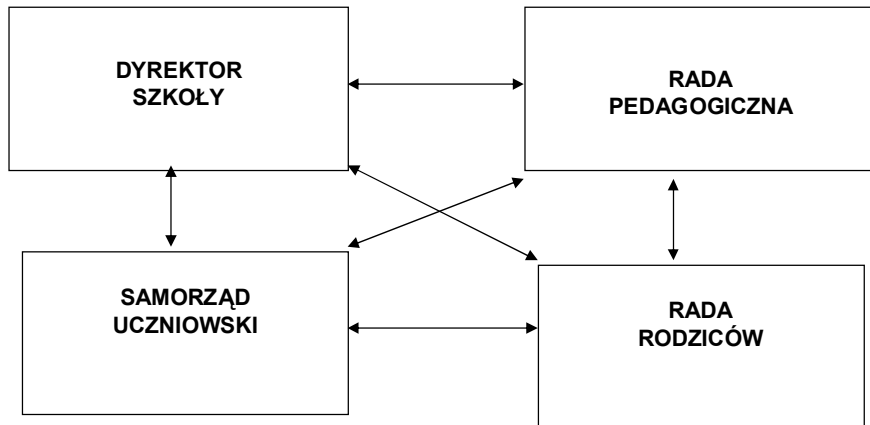 DYREKTOR
SZKOŁY
RADA
PEDAGOGICZNA
SAMORZĄD
UCZNIOWSKI
RADA
RODZICÓW